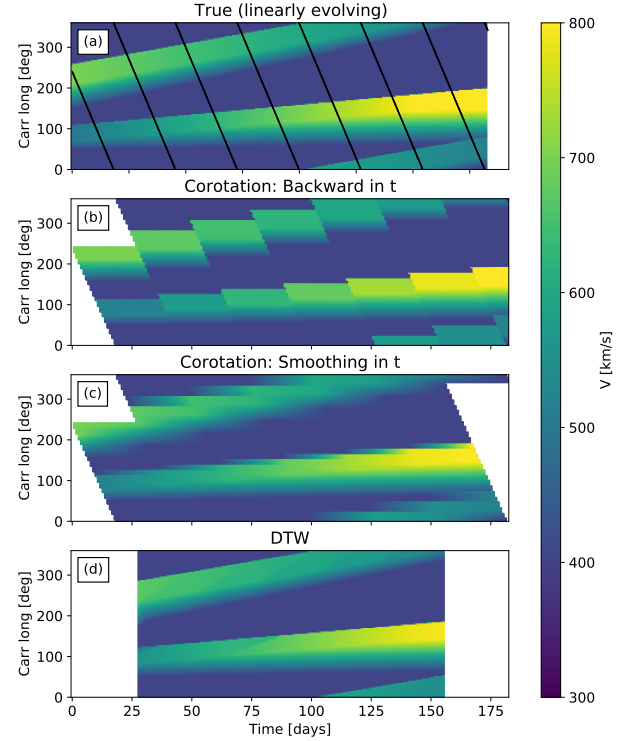 True (linearly evolving)
(a)
300
200
100
0
Carr long [deg]
Corotation: Backward in t
(b)
300
200
100
0
Carr long [deg]
Corotation: Smoothing in t
(c)
300
200
100
0
Carr long [deg]
DTW
(d)
300
200
100
0
Carr long [deg]
0 25 50 75 100 125 150 175
Time [days]
800
700
600
500
400
300
V [km/s]